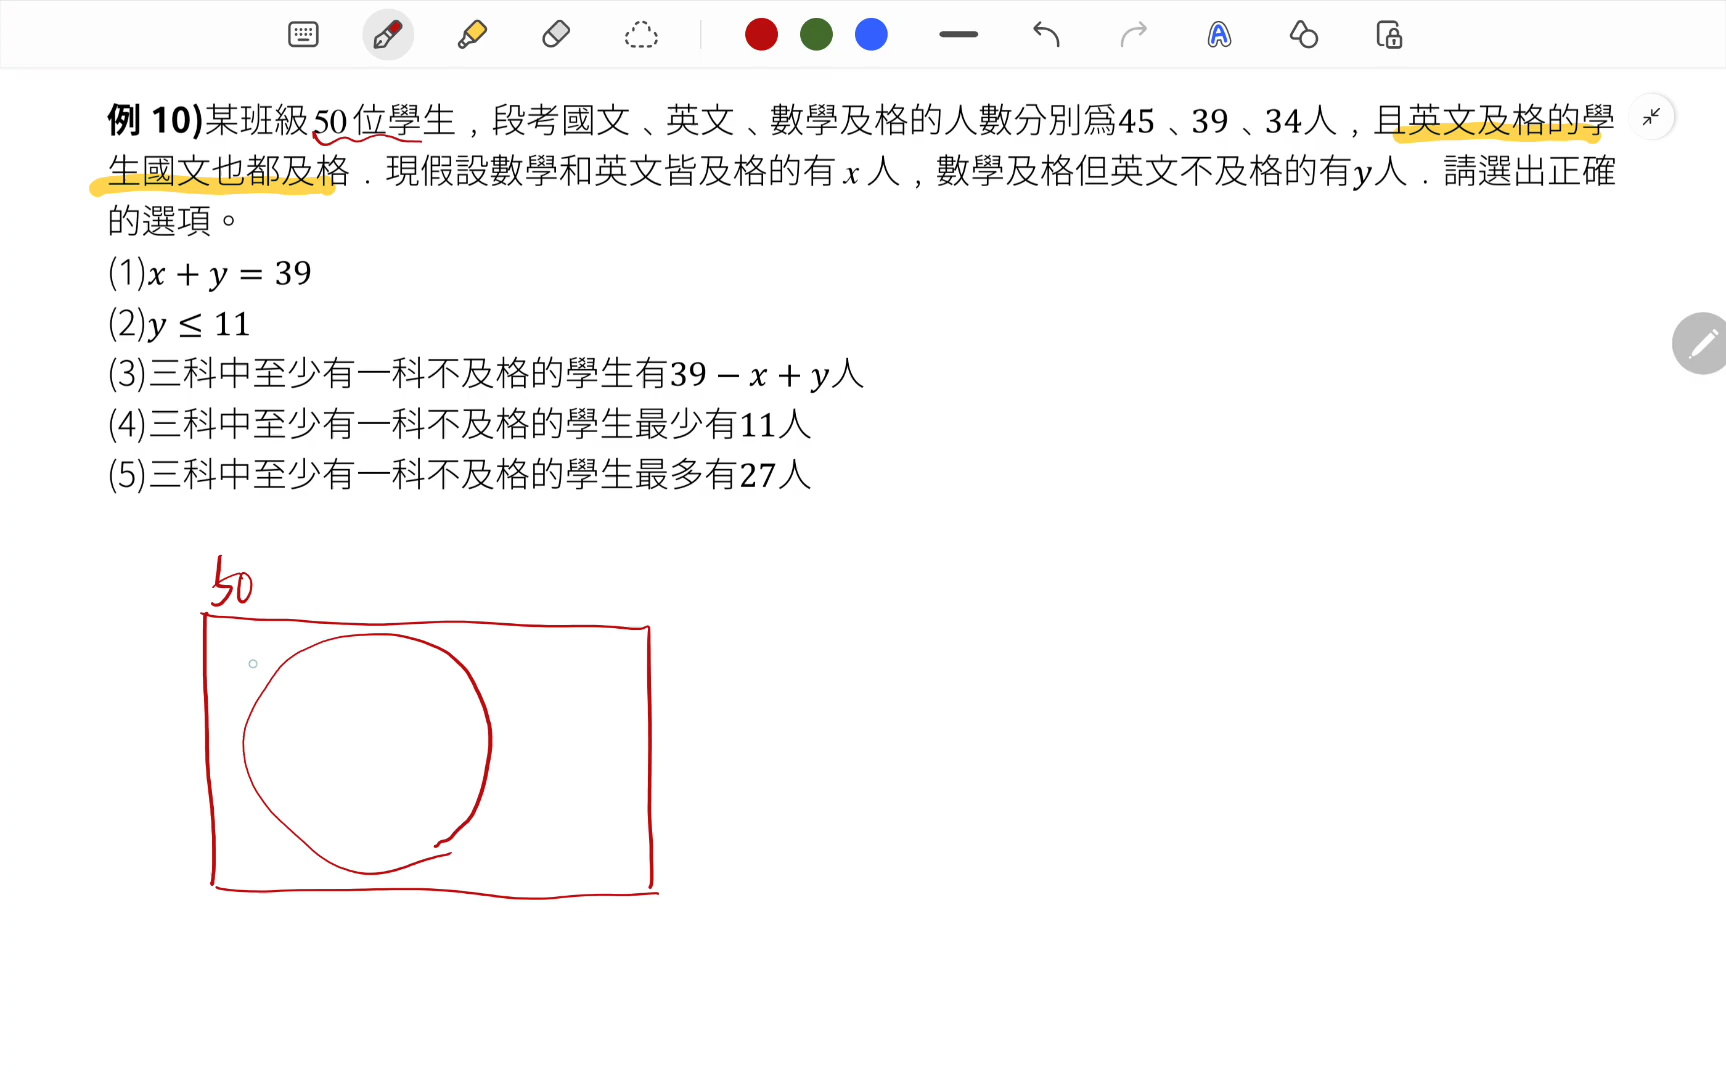 例 10)某班級50位學生，段考國文、英文、數學及格的人數分別為45、39、34人，且英文及格的學
生國文也都及格．現假設數學和英文皆及格的有 x 人，數學及格但英文不及格的有y人．請選出正確
的選項。
(1)x + y = 39
(2)y ≤ 11
(3)三科中至少有一科不及格的學生有39 − x + y人
(4)三科中至少有一科不及格的學生最少有11人
(5)三科中至少有一科不及格的學生最多有27人
50